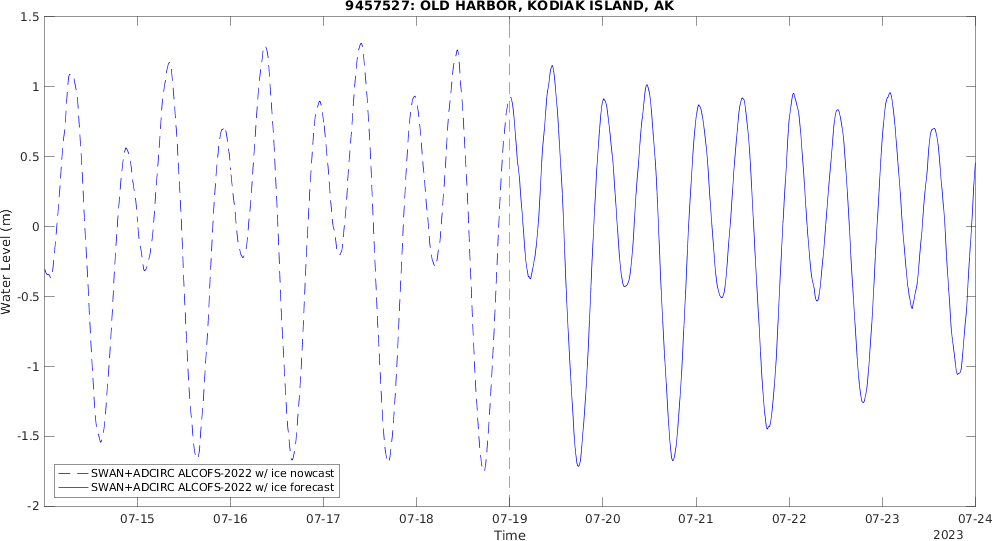 9457527: OLD HARBOR, KODIAK ISLAND, AK
1.5
1
0.5
0
-0.5
-1
-1.5
-2
Water Level (m)
SWAN+ADCIRC ALCOFS-2022 w/ ice nowcast
SWAN+ADCIRC ALCOFS-2022 w/ ice forecast
07-15 07-16 07-17 07-18 07-19 07-20 07-21 07-22 07-23 07-24
Time
2023